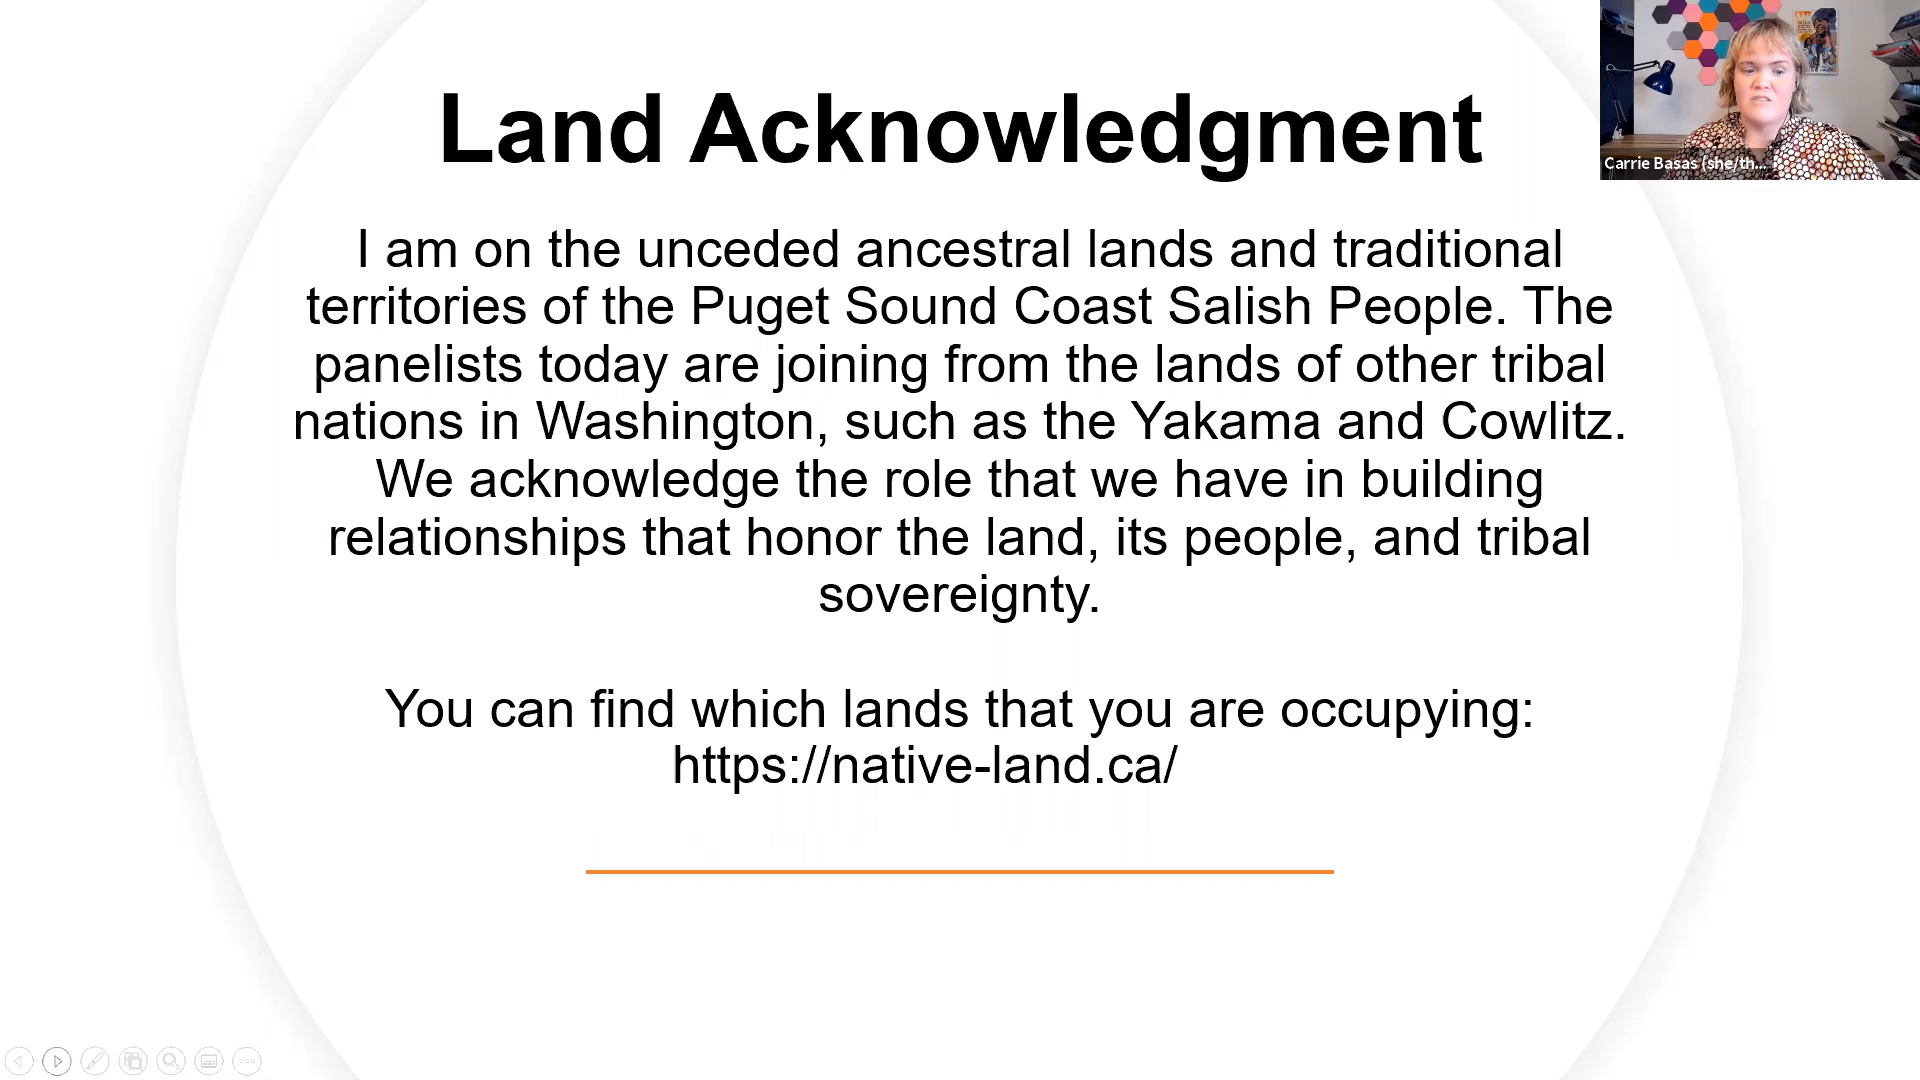 Land Acknowledgment
I am on the unceded ancestral lands and traditional
territories of the Puget Sound Coast Salish People. The
panelists today are joining from the lands of other tribal
nations in Washington, such as the Yakama and Cowlitz.
We acknowledge the role that we have in building
relationships that honor the land, its people, and tribal
sovereignty.
You can find which lands that you are occupying:
https://native-land.ca/
Carrie Basas (she/th...